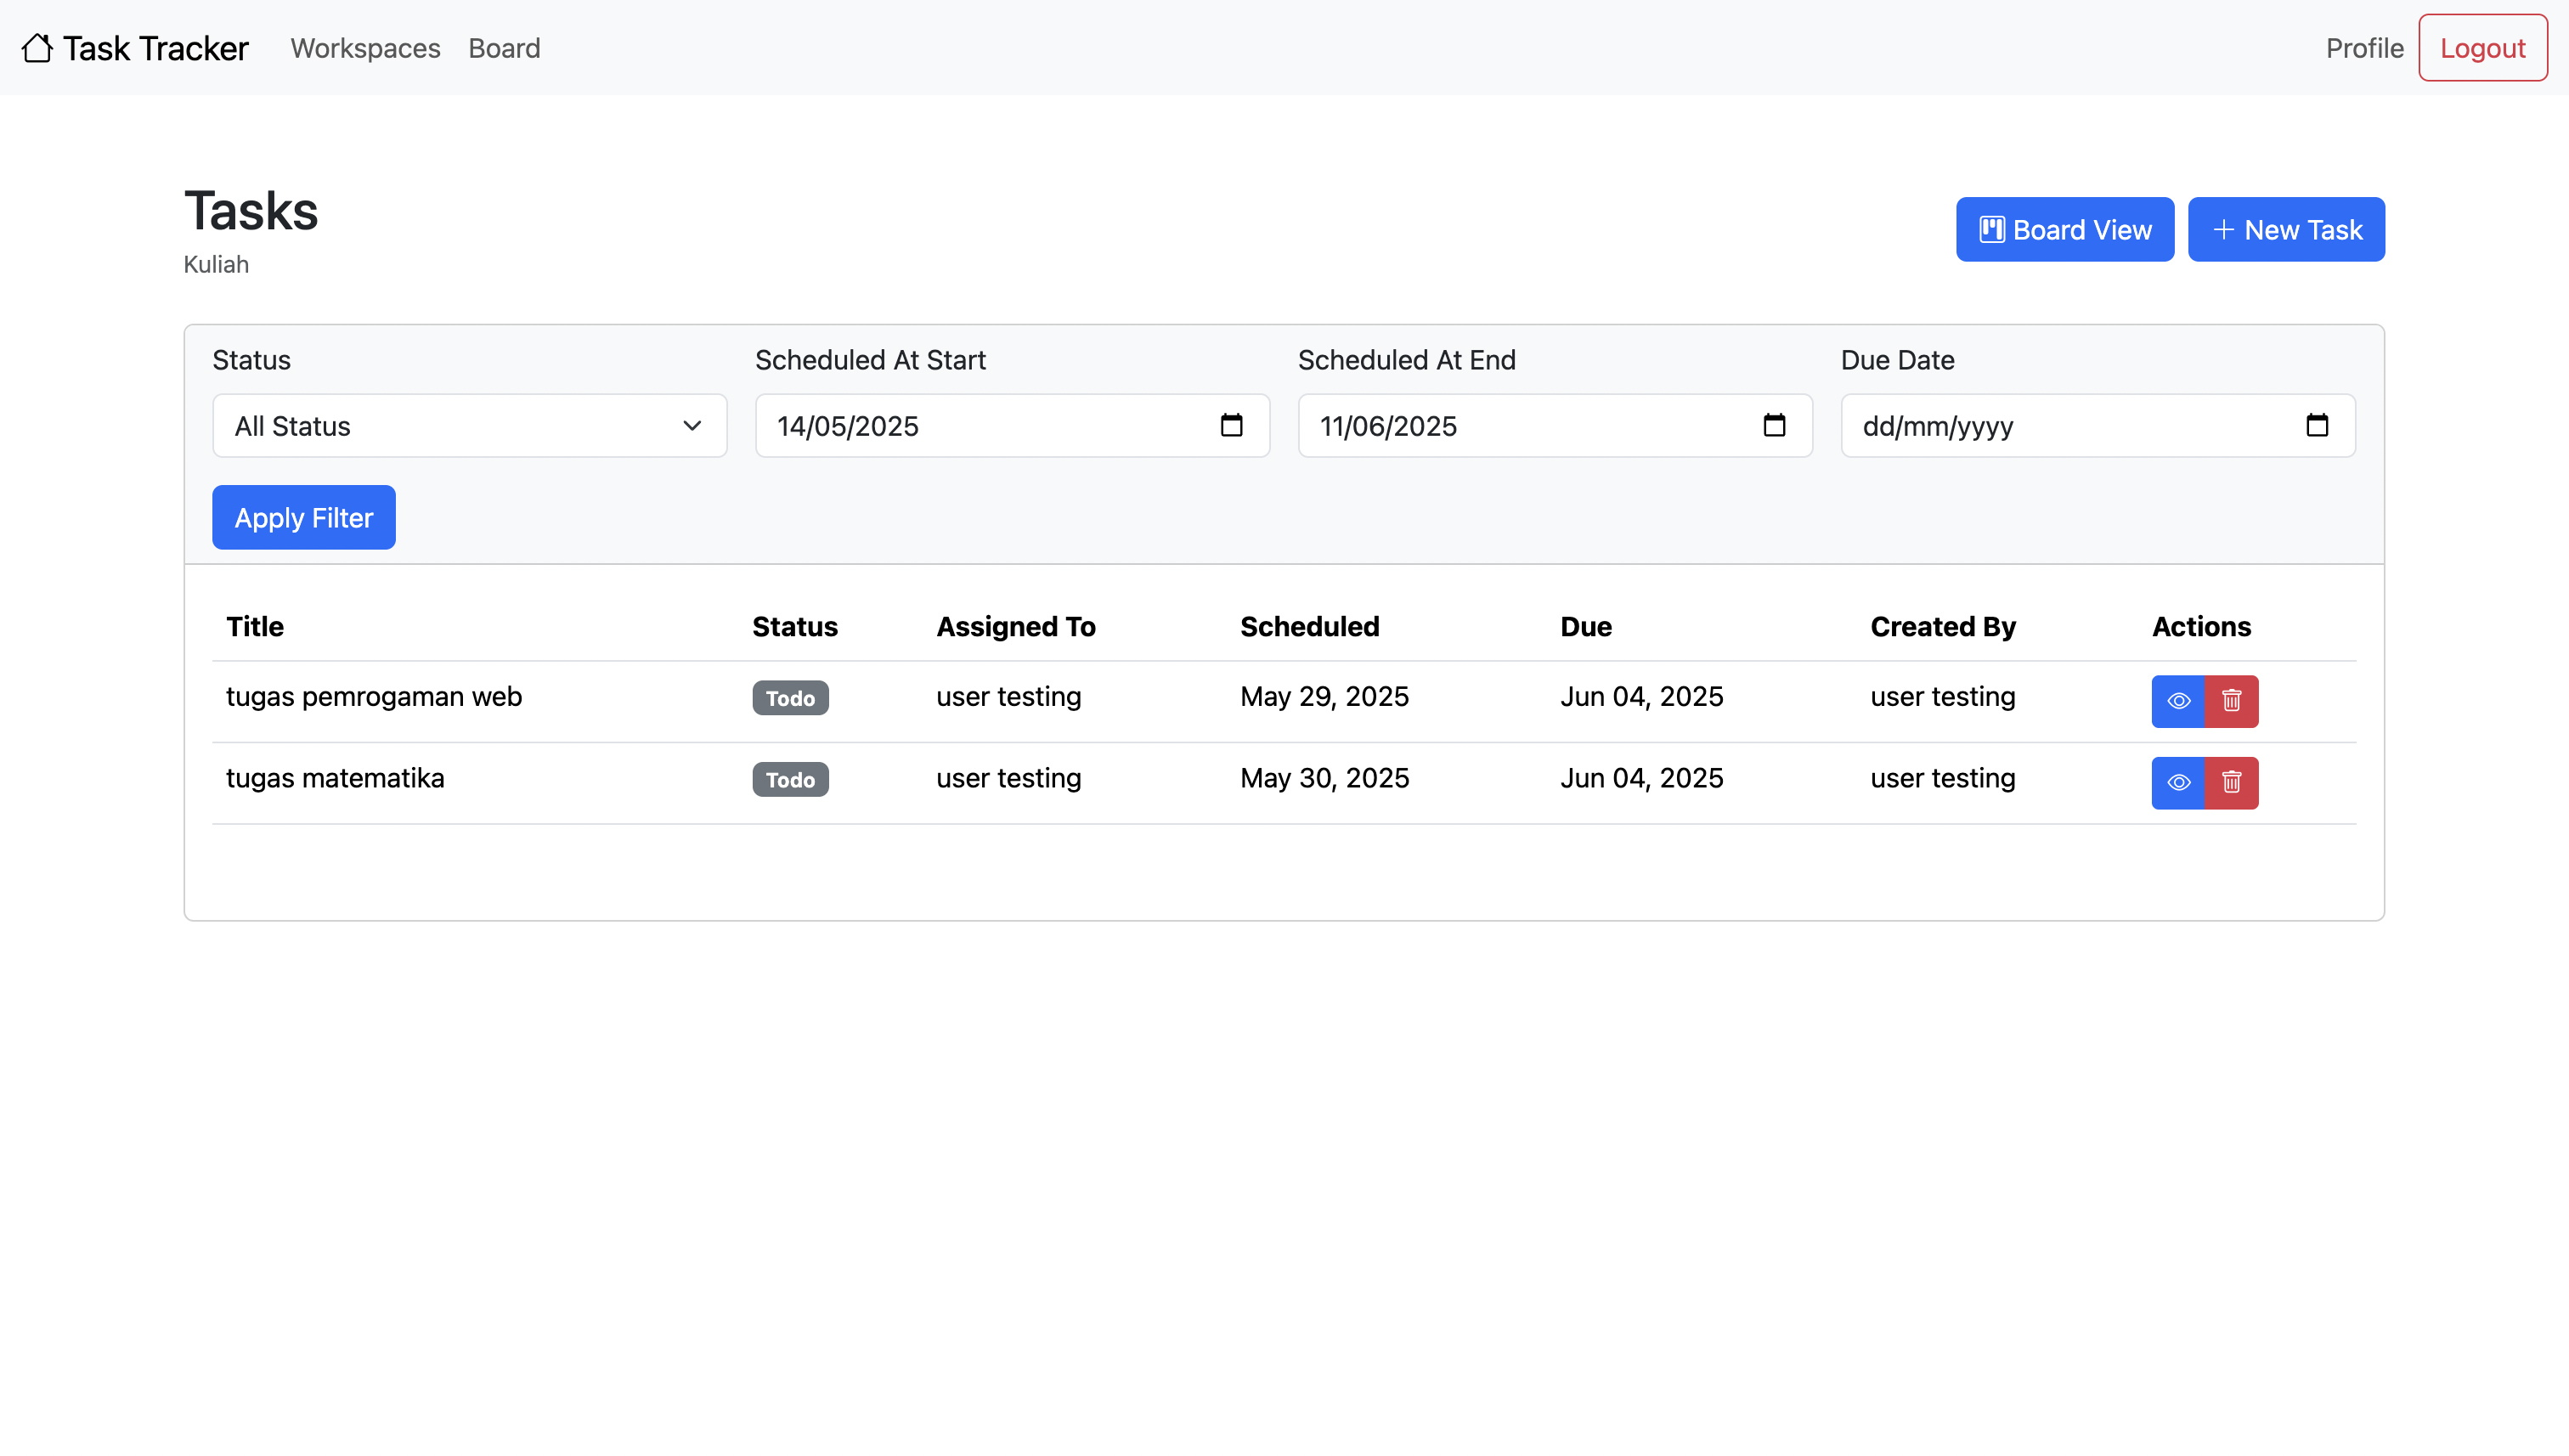 Task Tracker Workspaces Board Profile Logout
Tasks
Kuliah
Board View New Task
Status Scheduled At Start Scheduled At End Due Date
All Status 14/05/2025 11/06/2025 dd/mm/yyyy
Apply Filter
Title Status Assigned To Scheduled Due Created By Actions
tugas pemrogaman web Todo user testing May 29, 2025 Jun 04, 2025 user testing
tugas matematika Todo user testing May 30, 2025 Jun 04, 2025 user testing